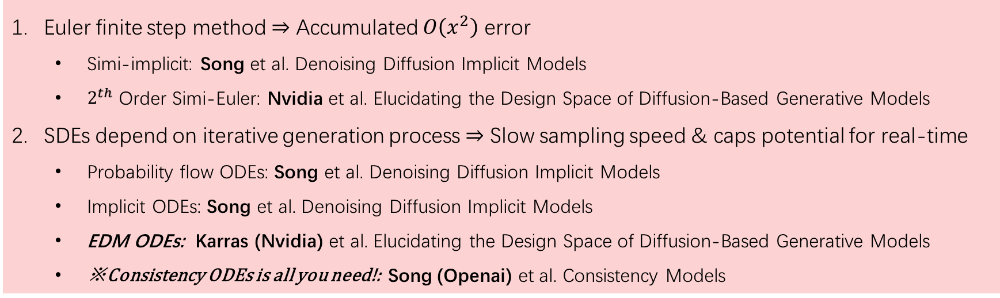 1. Euler finite step method ⇒ Accumulated O(x²) error
• Simi-implicit: Song et al. Denoising Diffusion Implicit Models
• 2ᵗʰ Order Simi-Euler: Nvidia et al. Elucidating the Design Space of Diffusion-Based Generative Models
2. SDEs depend on iterative generation process ⇒ Slow sampling speed & caps potential for real-time
• Probability flow ODEs: Song et al. Denoising Diffusion Implicit Models
• Implicit ODEs: Song et al. Denoising Diffusion Implicit Models
• EDM ODEs: Karras (Nvidia) et al. Elucidating the Design Space of Diffusion-Based Generative Models
• ※Consistency ODEs is all you need!: Song (Openai) et al. Consistency Models